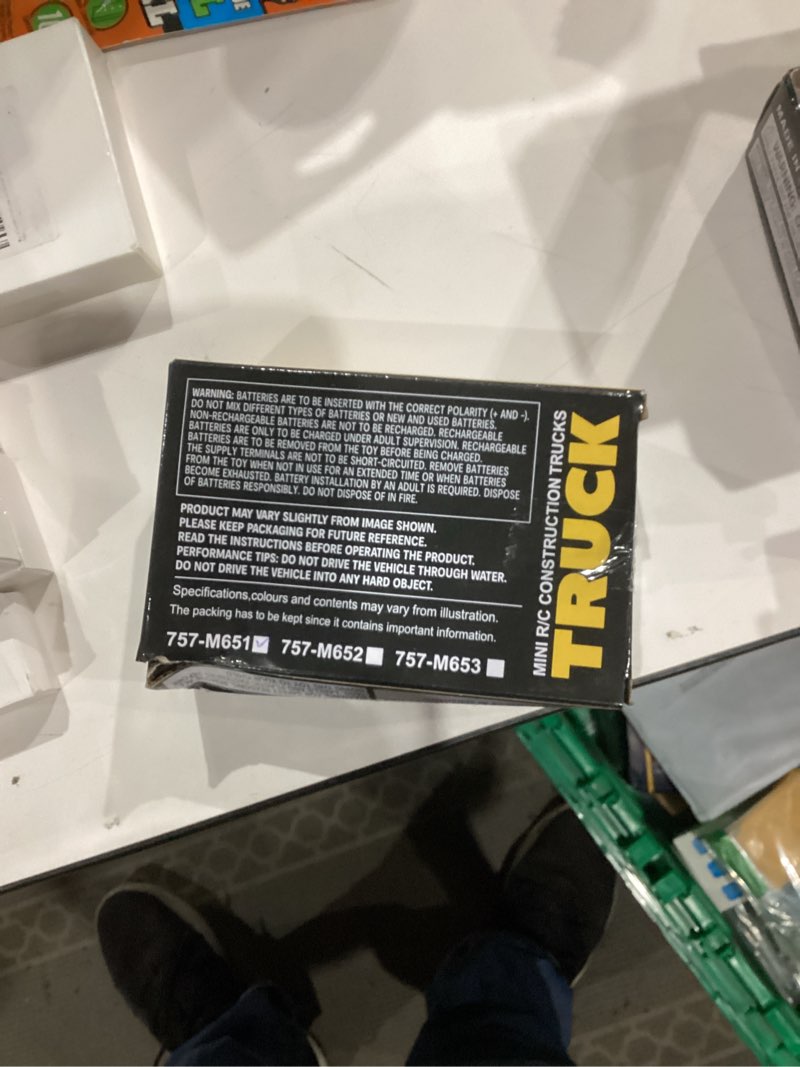 WARNING: BATTERIES ARE TO BE INSERTED WITH THE CORRECT POLARITY (+ AND -).
DO NOT MIX DIFFERENT TYPES OF BATTERIES OR NEW AND USED BATTERIES.
NON-RECHARGEABLE BATTERIES ARE NOT TO BE RECHARGED. RECHARGEABLE
BATTERIES ARE ONLY TO BE CHARGED UNDER ADULT SUPERVISION. RECHARGEABLE
BATTERIES ARE TO BE REMOVED FROM THE TOY BEFORE BEING CHARGED.
THE SUPPLY TERMINALS ARE NOT TO BE SHORT-CIRCUITED. REMOVE BATTERIES
FROM THE TOY WHEN NOT IN USE FOR AN EXTENDED TIME OR WHEN BATTERIES
BECOME EXHAUSTED. BATTERY INSTALLATION BY AN ADULT IS REQUIRED. DISPOSE
OF BATTERIES RESPONSIBLY. DO NOT DISPOSE OF IN FIRE.
PRODUCT MAY VARY SLIGHTLY FROM IMAGE SHOWN.
PLEASE KEEP PACKAGING FOR FUTURE REFERENCE.
READ THE INSTRUCTIONS BEFORE OPERATING THE PRODUCT.
PERFORMANCE TIPS: DO NOT DRIVE THE VEHICLE THROUGH WATER.
DO NOT DRIVE THE VEHICLE INTO ANY HARD OBJECT.
Specifications,colours and contents may vary from illustration.
The packing has to be kept since it contains important information.
757-M651 757-M652 757-M653
MINI R/C CONSTRUCTION TRUCKS
TRUCK
MADE IN
WARNING